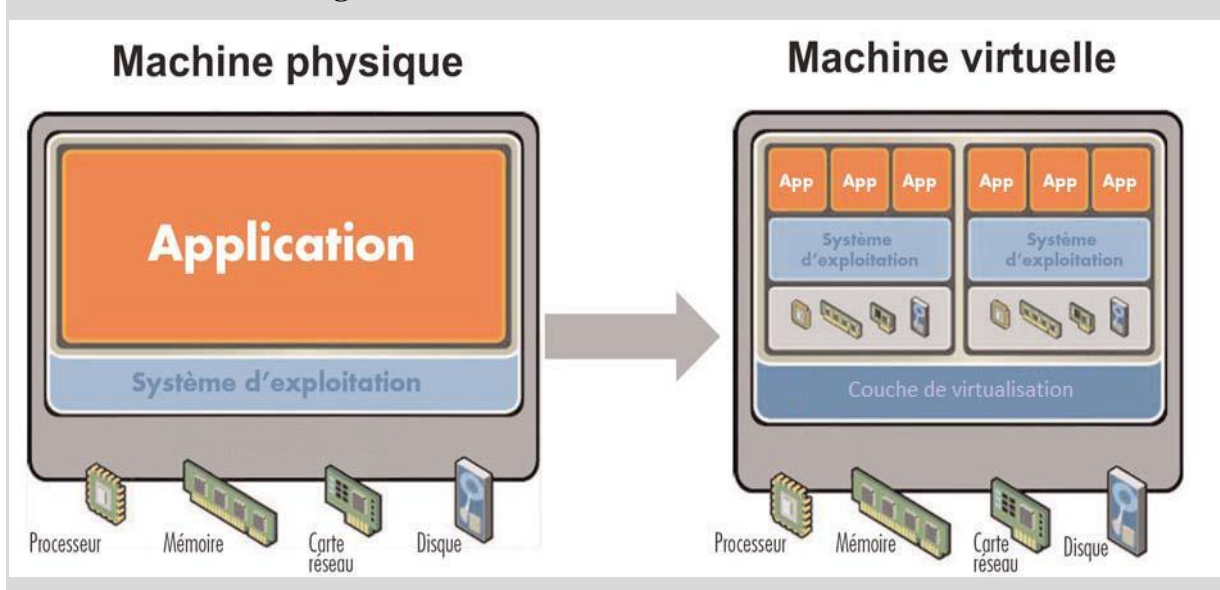 Machine physique
Machine virtuelle
Application
Système d'exploitation
Processeur
Mémoire
Carte
réseau
Disque
App App App
App App App
Système
d'exploitation
Système
d'exploitation
Couche de virtualisation
Processeur
Mémoire
Carte
réseau
Disque